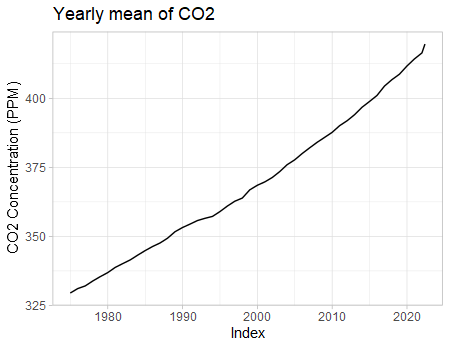 Yearly mean of CO2
CO2 Concentration (PPM)
400
375
350
325
1980 1990 2000 2010 2020
Index